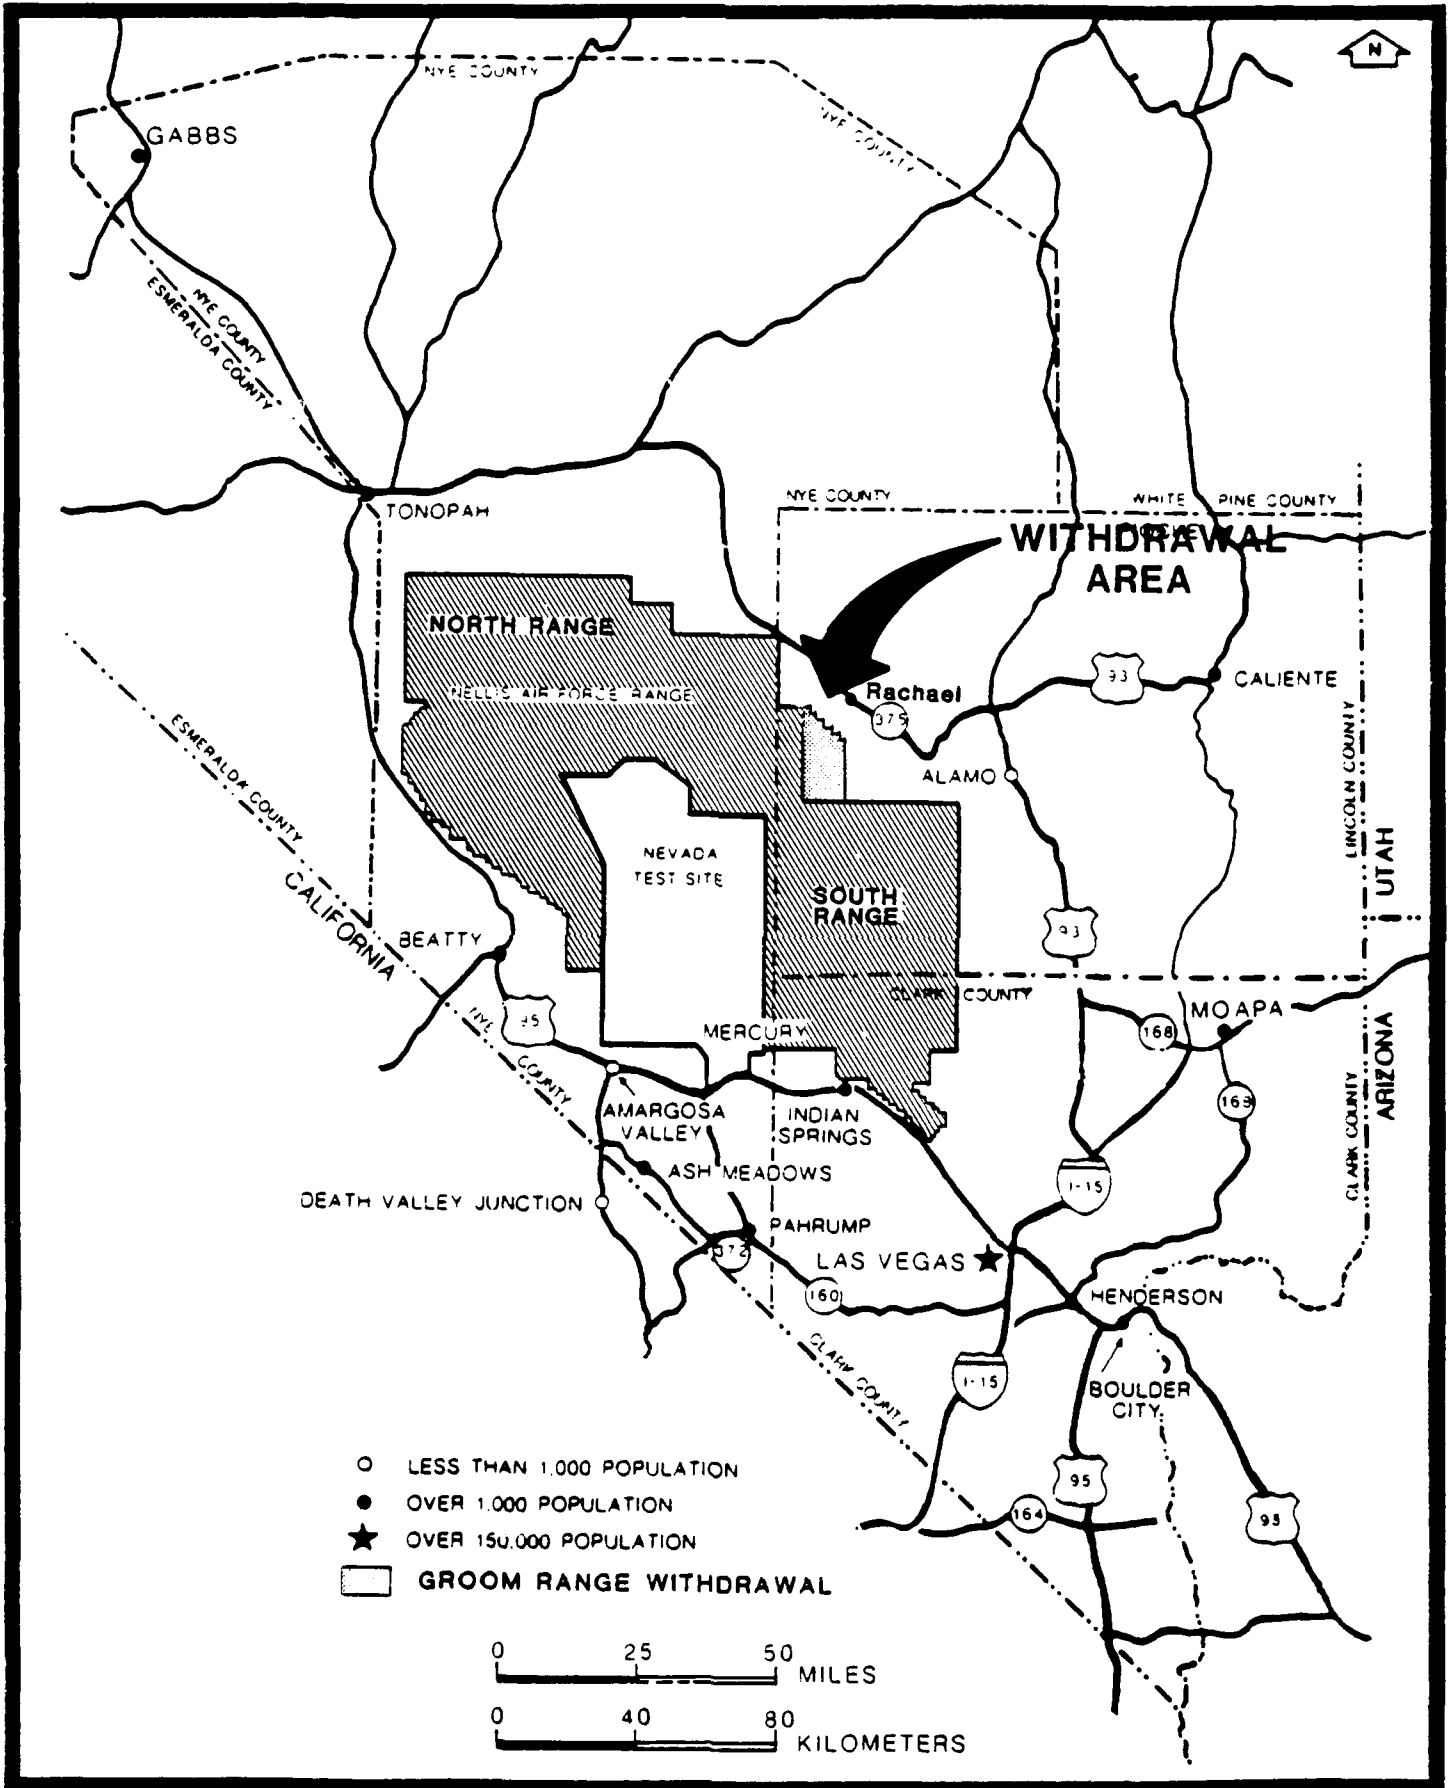 N
NYE COUNTY
NYE COUNTY
GABBS
NYE COUNTY
ESMERALDA COUNTY
TONOPAH
NYE COUNTY
WHITE PINE COUNTY
WITHDRAWAL
AREA
NORTH RANGE
NELLIS AIR FORCE RANGE
Rachael
375
93
CALIENTE
ALAMO
ESMERALDA COUNTY
CALIFORNIA
LINCOLN COUNTY
UTAH
NEVADA
TEST SITE
SOUTH
RANGE
93
BEATTY
CLARK COUNTY
95
NYE COUNTY
MERCURY
MOAPA
168
ARIZONA
CLARK COUNTY
AMARGOSA
VALLEY
INDIAN
SPRINGS
ASH MEADOWS
DEATH VALLEY JUNCTION
I-15
PAHRUMP
372
LAS VEGAS
160
HENDERSON
CLARK COUNTY
I-15
BOULDER
CITY
95
164
LESS THAN 1,000 POPULATION
OVER 1,000 POPULATION
OVER 150,000 POPULATION
GROOM RANGE WITHDRAWAL
0 25 50
MILES
0 40 80
KILOMETERS